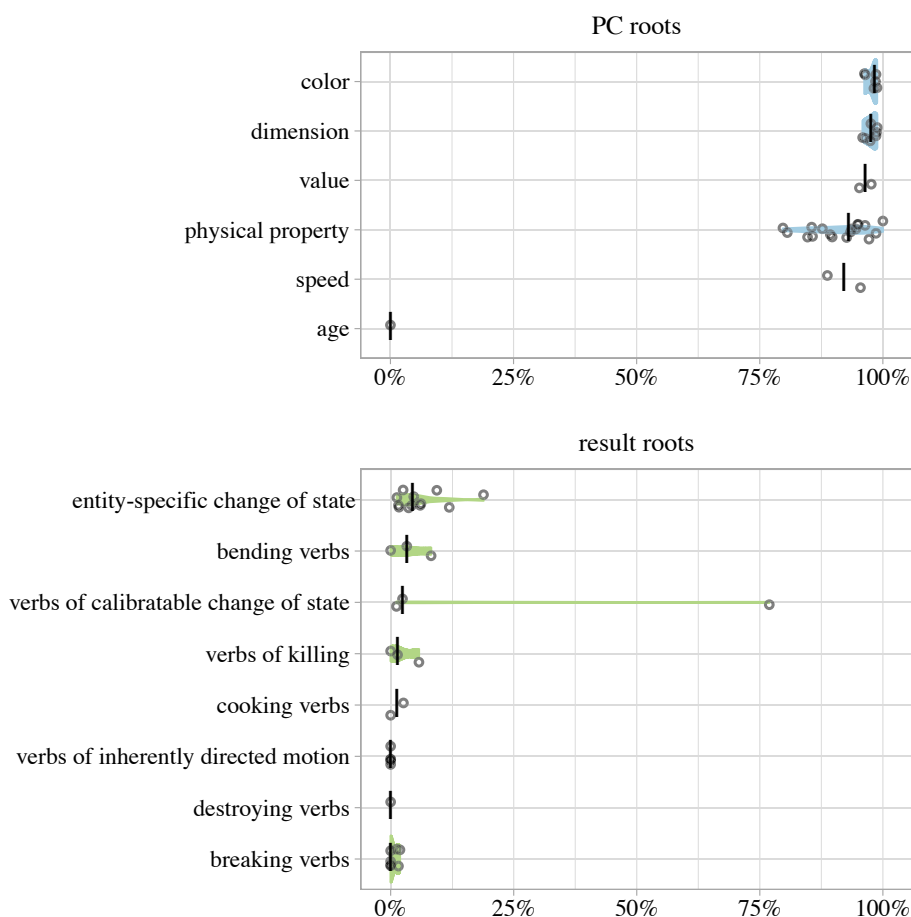 PC roots
color
dimension
value
physical property
speed
age
0% 25% 50% 75% 100%
result roots
entity-specific change of state
bending verbs
verbs of calibratable change of state
verbs of killing
cooking verbs
verbs of inherently directed motion
destroying verbs
breaking verbs
0% 25% 50% 75% 100%